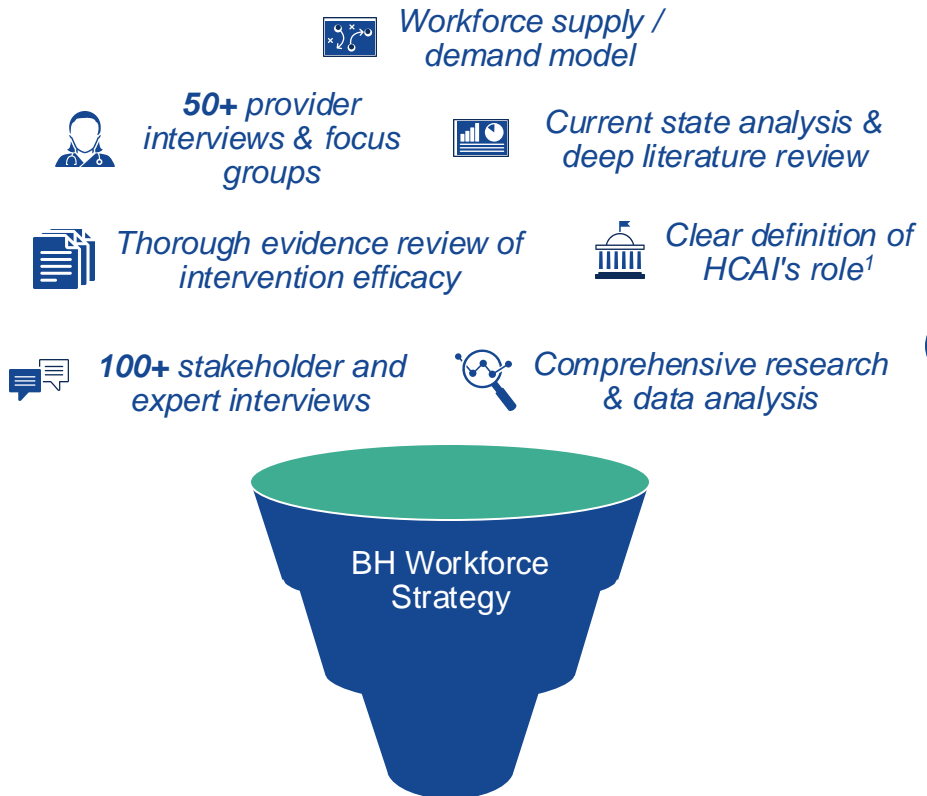 Workforce supply /
demand model
50+ provider
interviews & focus
groups
Current state analysis &
deep literature review
Thorough evidence review of
intervention efficacy
Clear definition of
HCAI's role1
100+ stakeholder and
expert interviews
Comprehensive research
& data analysis
BH Workforce
Strategy